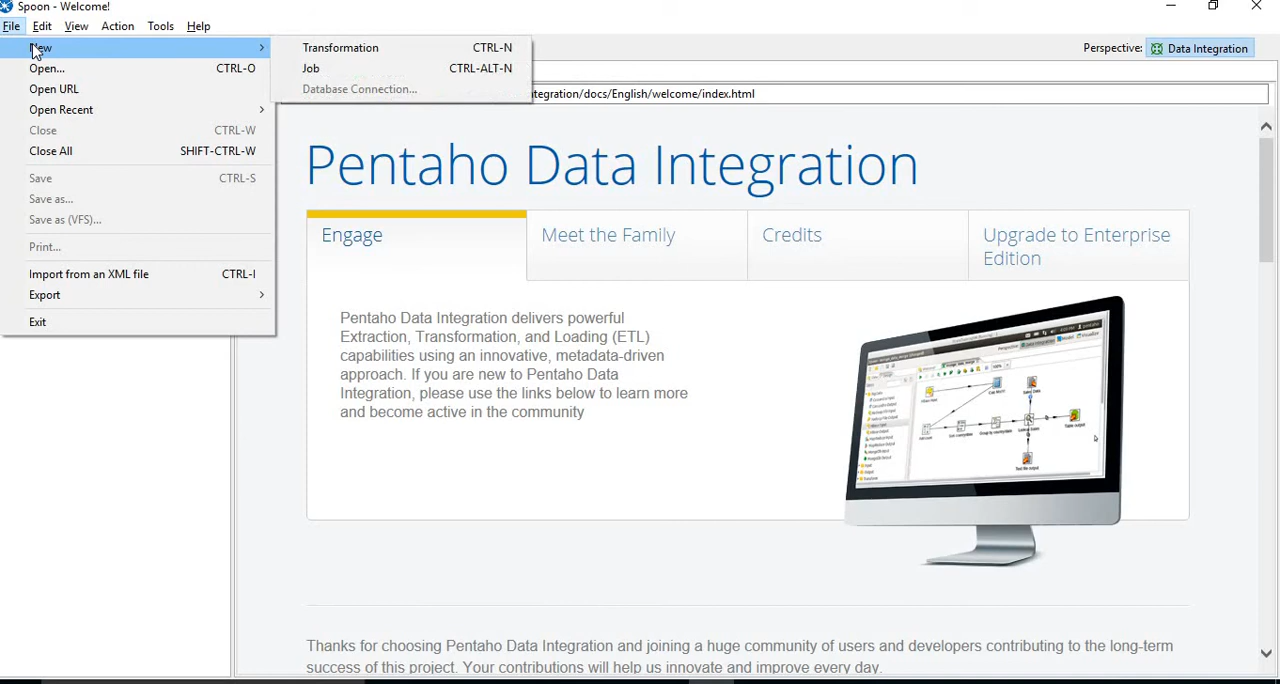 Spoon - Welcome!
File Edit View Action Tools Help
New
Open... CTRL-O
Open URL
Open Recent
Close CTRL-W
Close All SHIFT-CTRL-W
Save CTRL-S
Save as...
Save as (VFS)...
Print...
Import from an XML file CTRL-I
Export
Exit
Transformation CTRL-N
Job CTRL-ALT-N
Database Connection...
Perspective: Data Integration
tegration/docs/English/welcome/index.html
Pentaho Data Integration
Engage
Meet the Family
Credits
Upgrade to Enterprise
Edition
Pentaho Data Integration delivers powerful
Extraction, Transformation, and Loading (ETL)
capabilities using an innovative, metadata-driven
approach. If you are new to Pentaho Data
Integration, please use the links below to learn more
and become active in the community
Thanks for choosing Pentaho Data Integration and joining a huge community of users and developers contributing to the long-term
success of this project. Your contributions will help us innovate and improve every day.